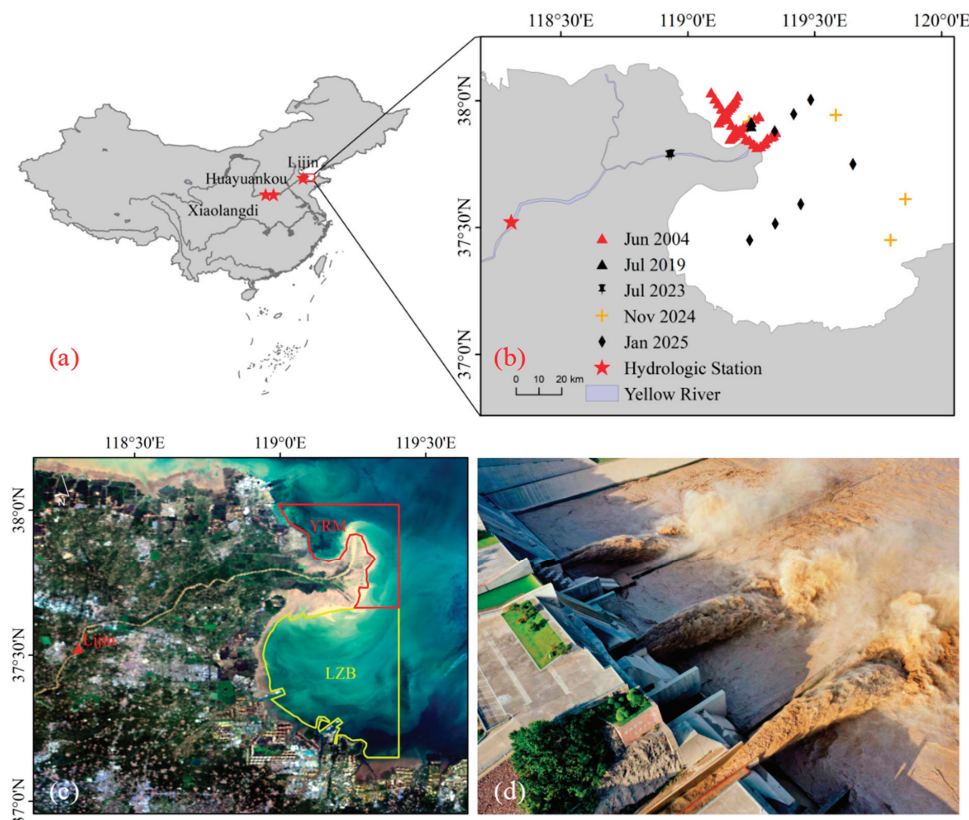 Lijin
Huayuankou
Xiaolangdi
(a)
118°30'E
119°0'E
119°30'E
120°0'E
38°0'N
37°30'N
37°0'N
Jun 2004
Jul 2019
Jul 2023
Nov 2024
Jan 2025
Hydrologic Station
Yellow River
0 10 20 km
(b)
118°30'E
119°0'E
119°30'E
38°0'N
37°30'N
37°0'N
N
YRM
Lijin
LZB
(c)
(d)